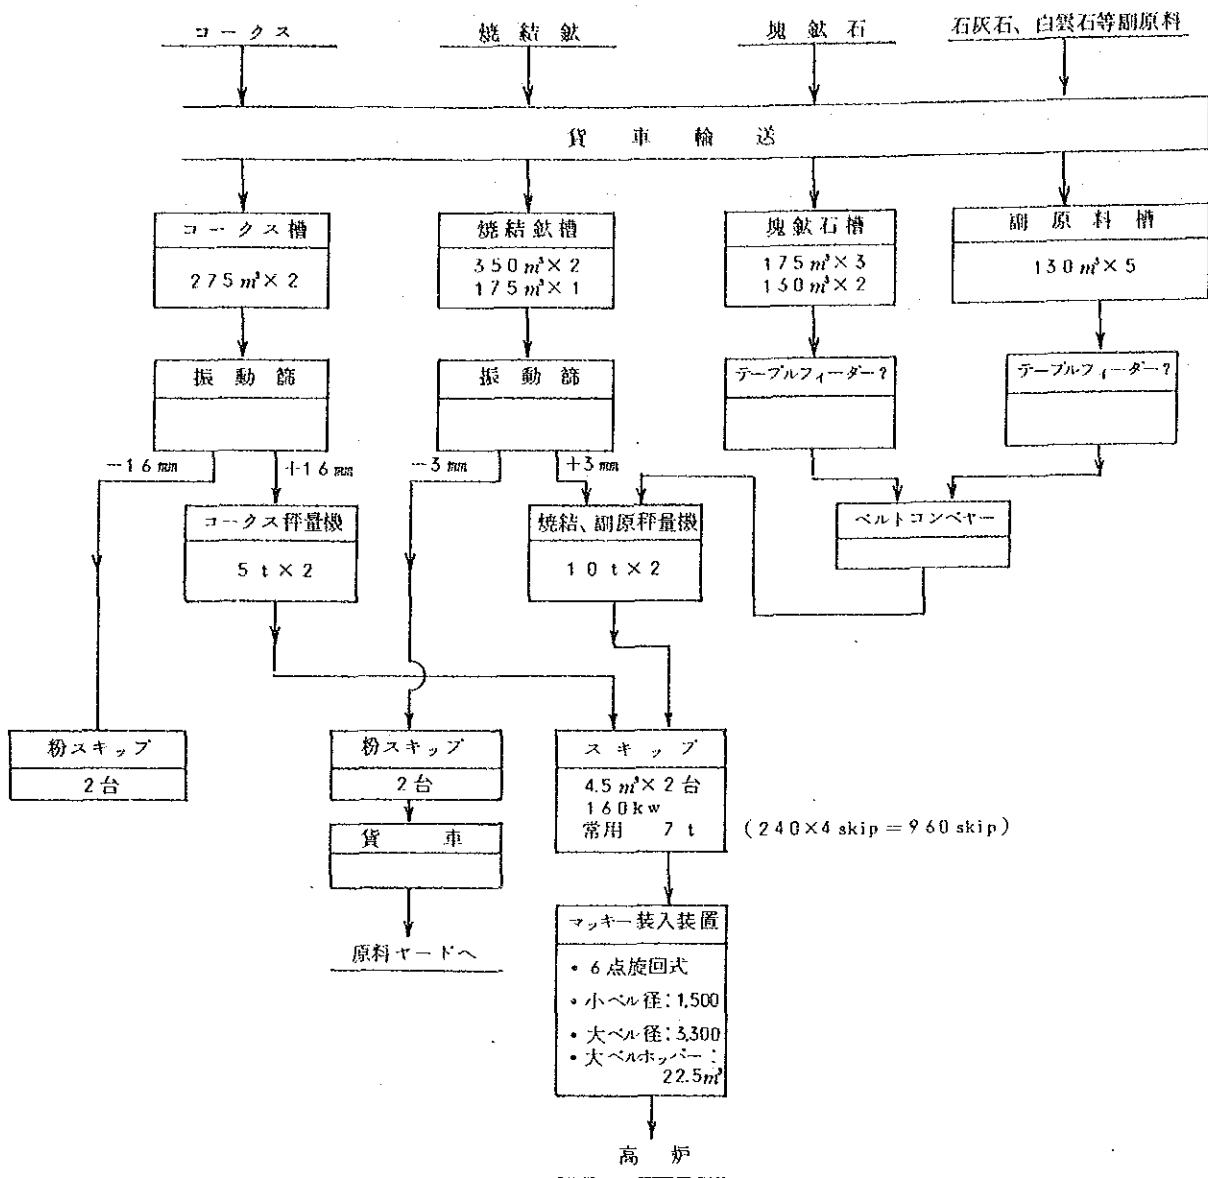 コークス
焼結鉱
塊鉱石
石灰石、白雲石等副原料
貨車輸送
コークス槽
275m³×2
焼結鉱槽
350m³×2
175m³×1
塊鉱石槽
175m³×3
130m³×2
副原料槽
130m³×5
振動篩
振動篩
テーブルフィーダー?
テーブルフィーダー?
-16mm
+16mm
-3mm
+3mm
コークス秤量機
5t×2
焼結、副原秤量機
10t×2
ベルトコンベヤー
粉スキップ
2台
粉スキップ
2台
スキップ
4.5m³×2台
160kw
常用 7t
(240×4skip=960skip)
貨車
原料ヤードへ
マッキー装入装置
• 6点旋回式
• 小ベル径:1,500
• 大ベル径:3,300
• 大ベルホッパー:
22.5m³
高炉